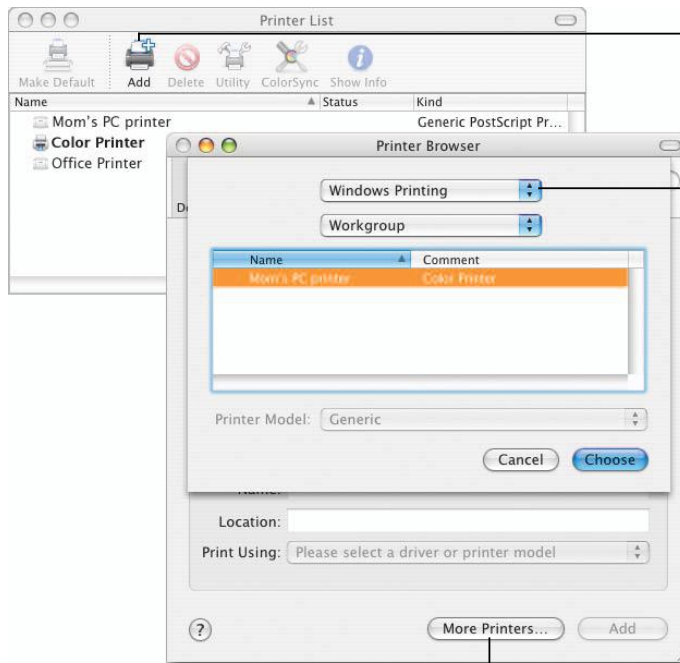 Printer List
Make Default Add Delete Utility ColorSync Show Info
Name Status Kind
Mom's PC printer Generic PostScript Pr...
Color Printer
Office Printer
Printer Browser
Windows Printing
Workgroup
Name Comment
Mom's PC printer Color Printer
Printer Model: Generic
Cancel Choose
Name:
Location:
Print Using: Please select a driver or printer model
? More Printers... Add